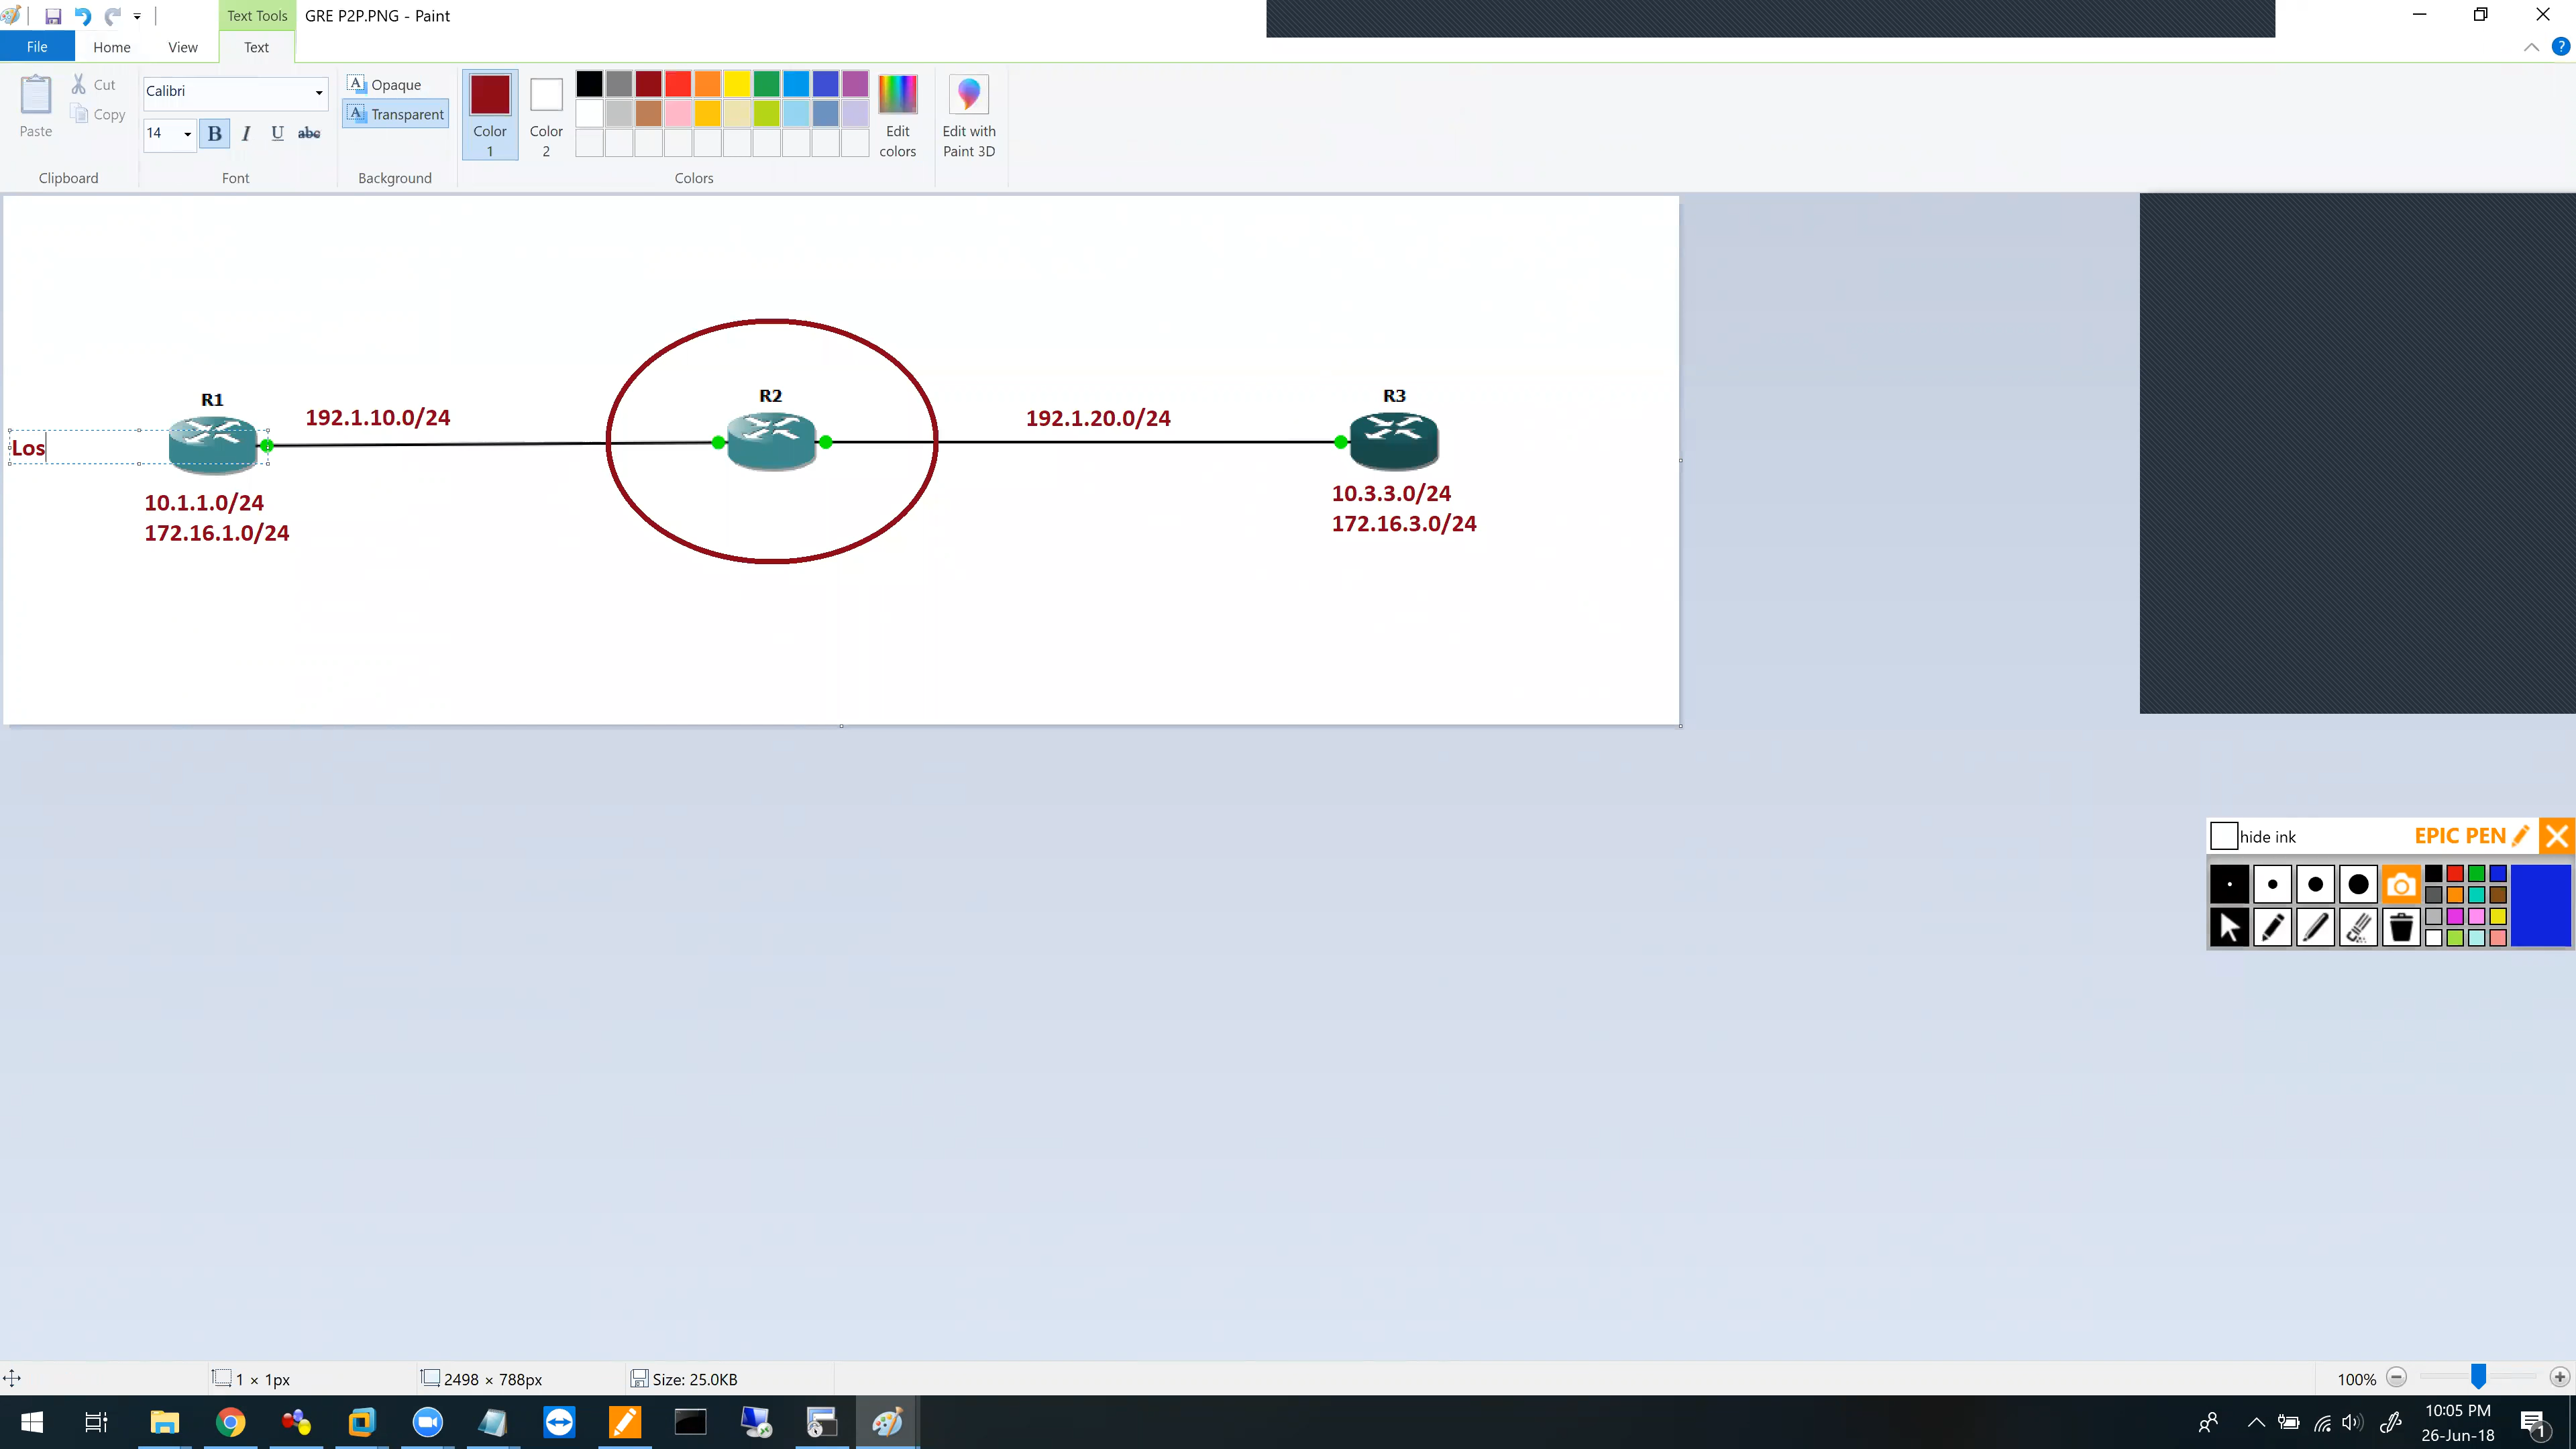 Text Tools
GRE P2P.PNG - Paint
File
Home
View
Text
Paste
Cut
Copy
Clipboard
Calibri
14
B I U abc
Font
A Opaque
A Transparent
Background
Color 1
Color 2
Edit colors
Colors
Edit with Paint 3D
?
R1
192.1.10.0/24
R2
192.1.20.0/24
R3
Los
10.1.1.0/24
172.16.1.0/24
10.3.3.0/24
172.16.3.0/24
hide ink
EPIC PEN
1 × 1px
2498 × 788px
Size: 25.0KB
100%
10:05 PM
26-Jun-18
1